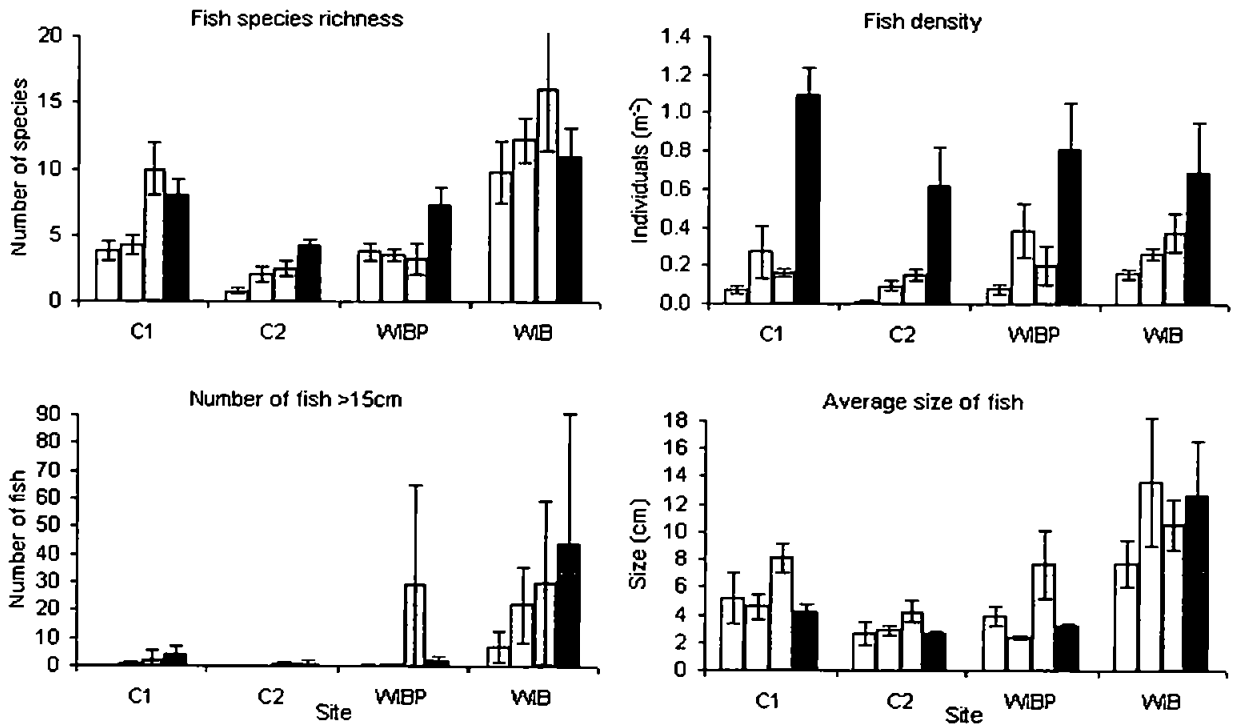 Fish species richness
Number of species
20
15
10
5
0
C1 C2 WIBP WIB
Fish density
Individuals (m⁻²)
1.4
1.2
1.0
0.8
0.6
0.4
0.2
0.0
C1 C2 WIBP WIB
Number of fish >15cm
Number of fish
90
80
70
60
50
40
30
20
10
0
C1 C2 WIBP WIB
Site
Average size of fish
Size (cm)
18
16
14
12
10
8
6
4
2
0
C1 C2 WIBP WIB
Site